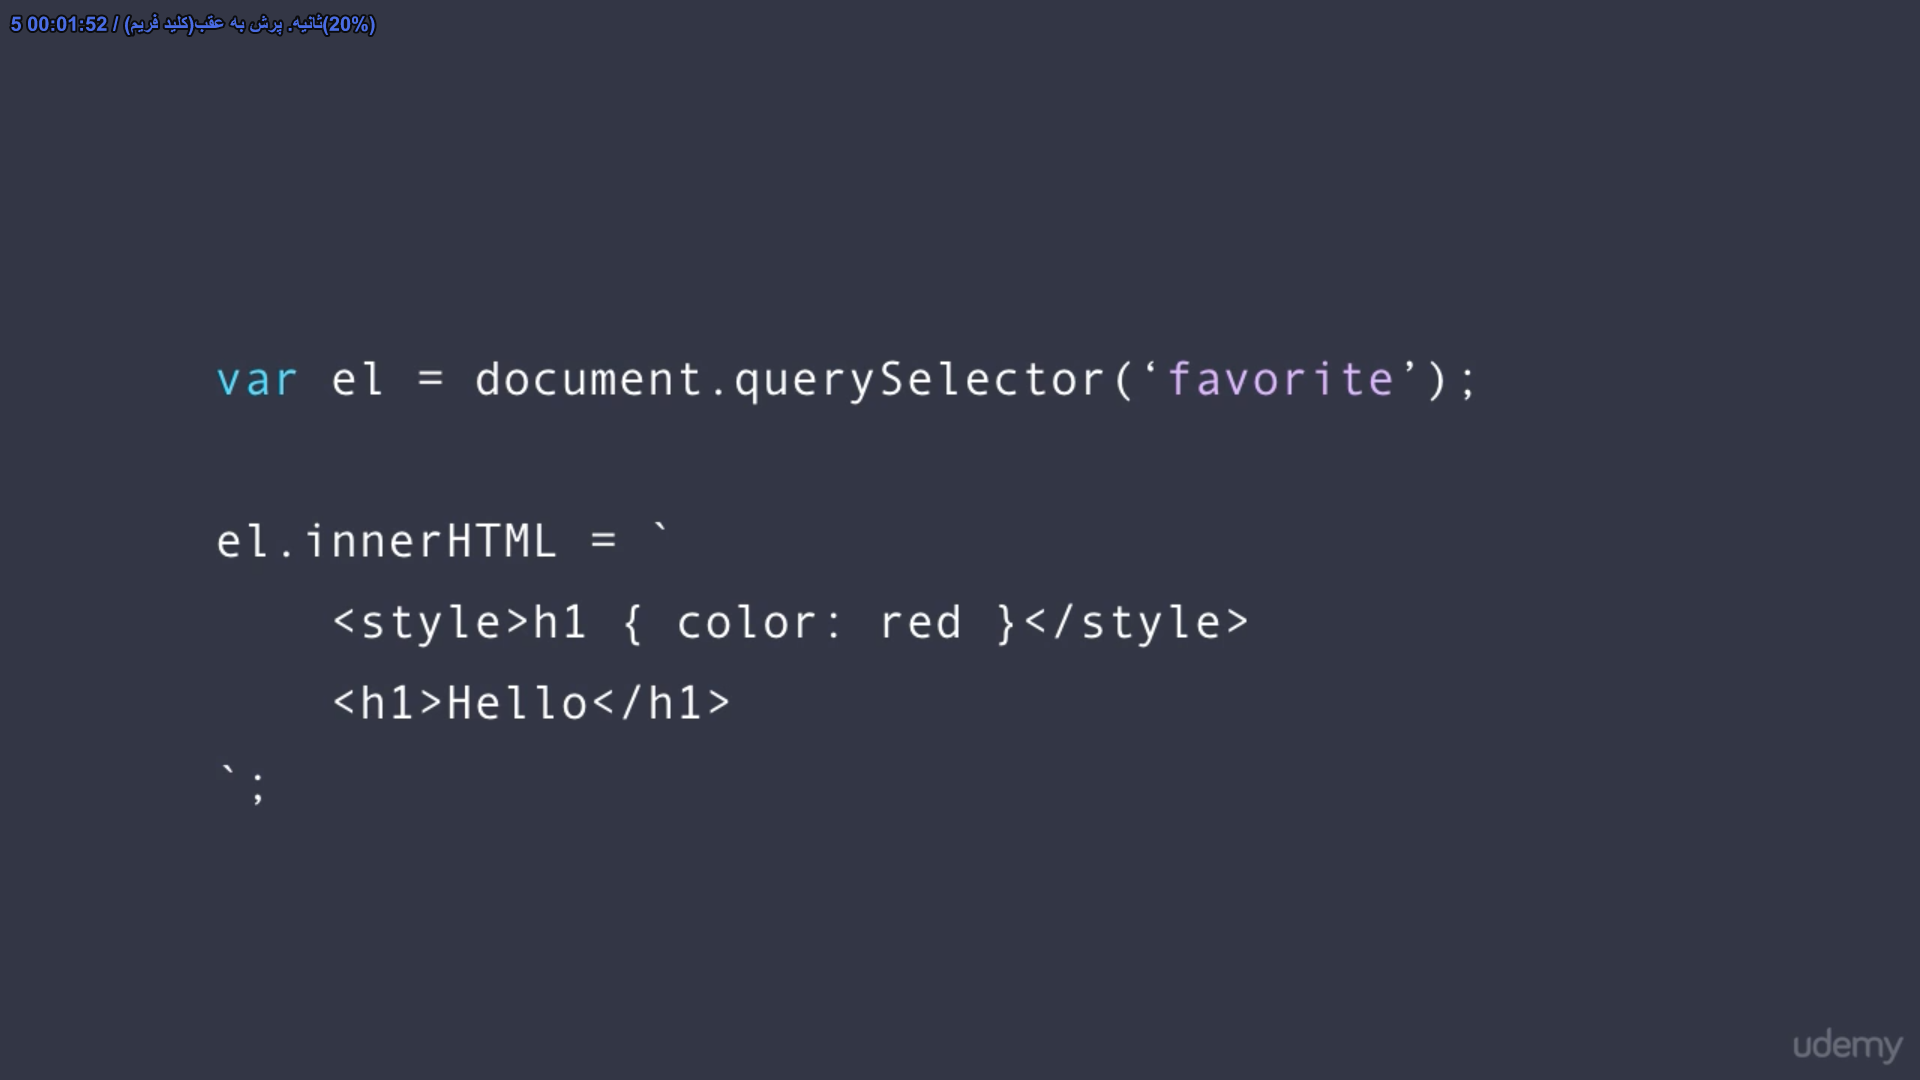 5 00:01:52 / (کلید فریم)ثانیه. پرش به عقب(20%)
var el = document.querySelector(‘favorite’);
el.innerHTML = `
<style>h1 { color: red }</style>
<h1>Hello</h1>
`;
udemy